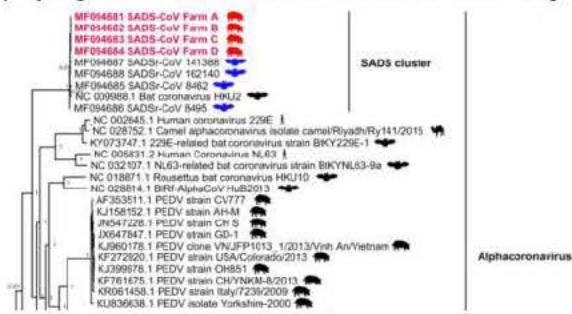 MF094681 SADS-CoV Farm A
MF094682 SADS-CoV Farm B
MF094683 SADS-CoV Farm C
MF094684 SADS-CoV Farm D
MF094687 SADSr-CoV 141388
MF094688 SADSr-CoV 162140
MF094685 SADSr-CoV 8462
NC 009988.1 Bat coronavirus HKU2
MF094686 SADSr-CoV 8495
SADS cluster
NC 002645.1 Human coronavirus 229E
NC 028752.1 Camel alphacoronavirus isolate camel/Riyadh/Ry141/2015
KY073747.1 229E-related bat coronavirus strain BtKY229E-1
NC 005831.2 Human Coronavirus NL63
NC 032107.1 NL63-related bat coronavirus strain BtKYNL63-9a
NC 018871.1 Rousettus bat coronavirus HKU10
NC 028814.1 BtRf-AlphaCoV HuB2013
AF353511.1 PEDV strain CV777
KJ158152.1 PEDV strain AH-M
JN547228.1 PEDV strain CH S
JX647847.1 PEDV strain GD-1
KJ960178.1 PEDV clone VN/JFP1013_1/2013/Vinh An/Vietnam
KF272920.1 PEDV strain USA/Colorado/2013
KJ399978.1 PEDV strain OH851
KF761675.1 PEDV strain CH/YNKM-8/2013
KR061458.1 PEDV strain Italy/7239/2009
KU836638.1 PEDV isolate Yorkshire-2000
Alphacoronavirus